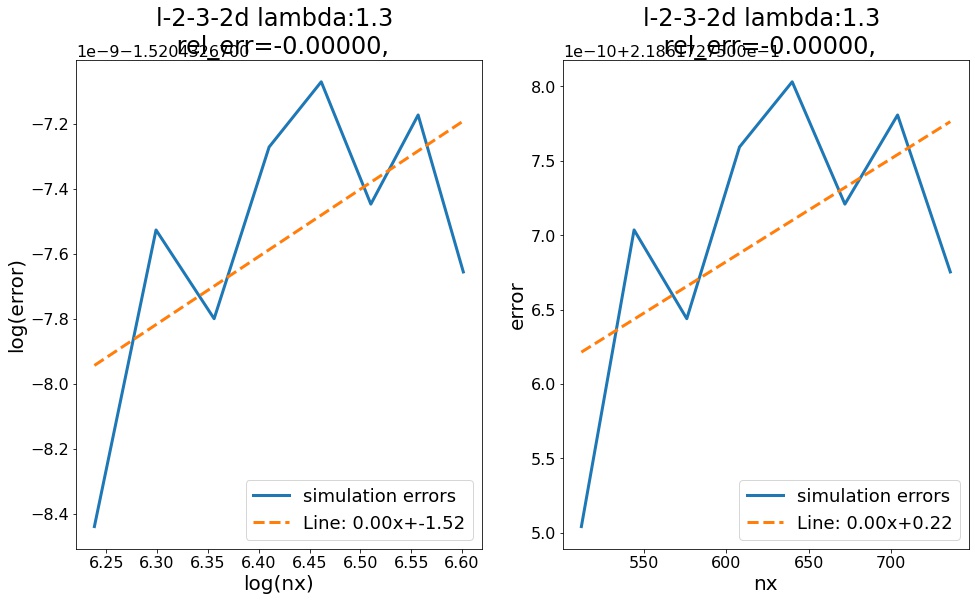 l-2-3-2d lambda:1.3
rel_err=-0.00000,
1e−9−1.5204526700
−7.2
−7.4
−7.6
−7.8
−8.0
−8.2
−8.4
log(error)
6.25 6.30 6.35 6.40 6.45 6.50 6.55 6.60
log(nx)
simulation errors
Line: 0.00x+-1.52
l-2-3-2d lambda:1.3
rel_err=-0.00000,
1e−10+2.1861727500e−1
8.0
7.5
7.0
6.5
6.0
5.5
5.0
error
550 600 650 700
nx
simulation errors
Line: 0.00x+0.22